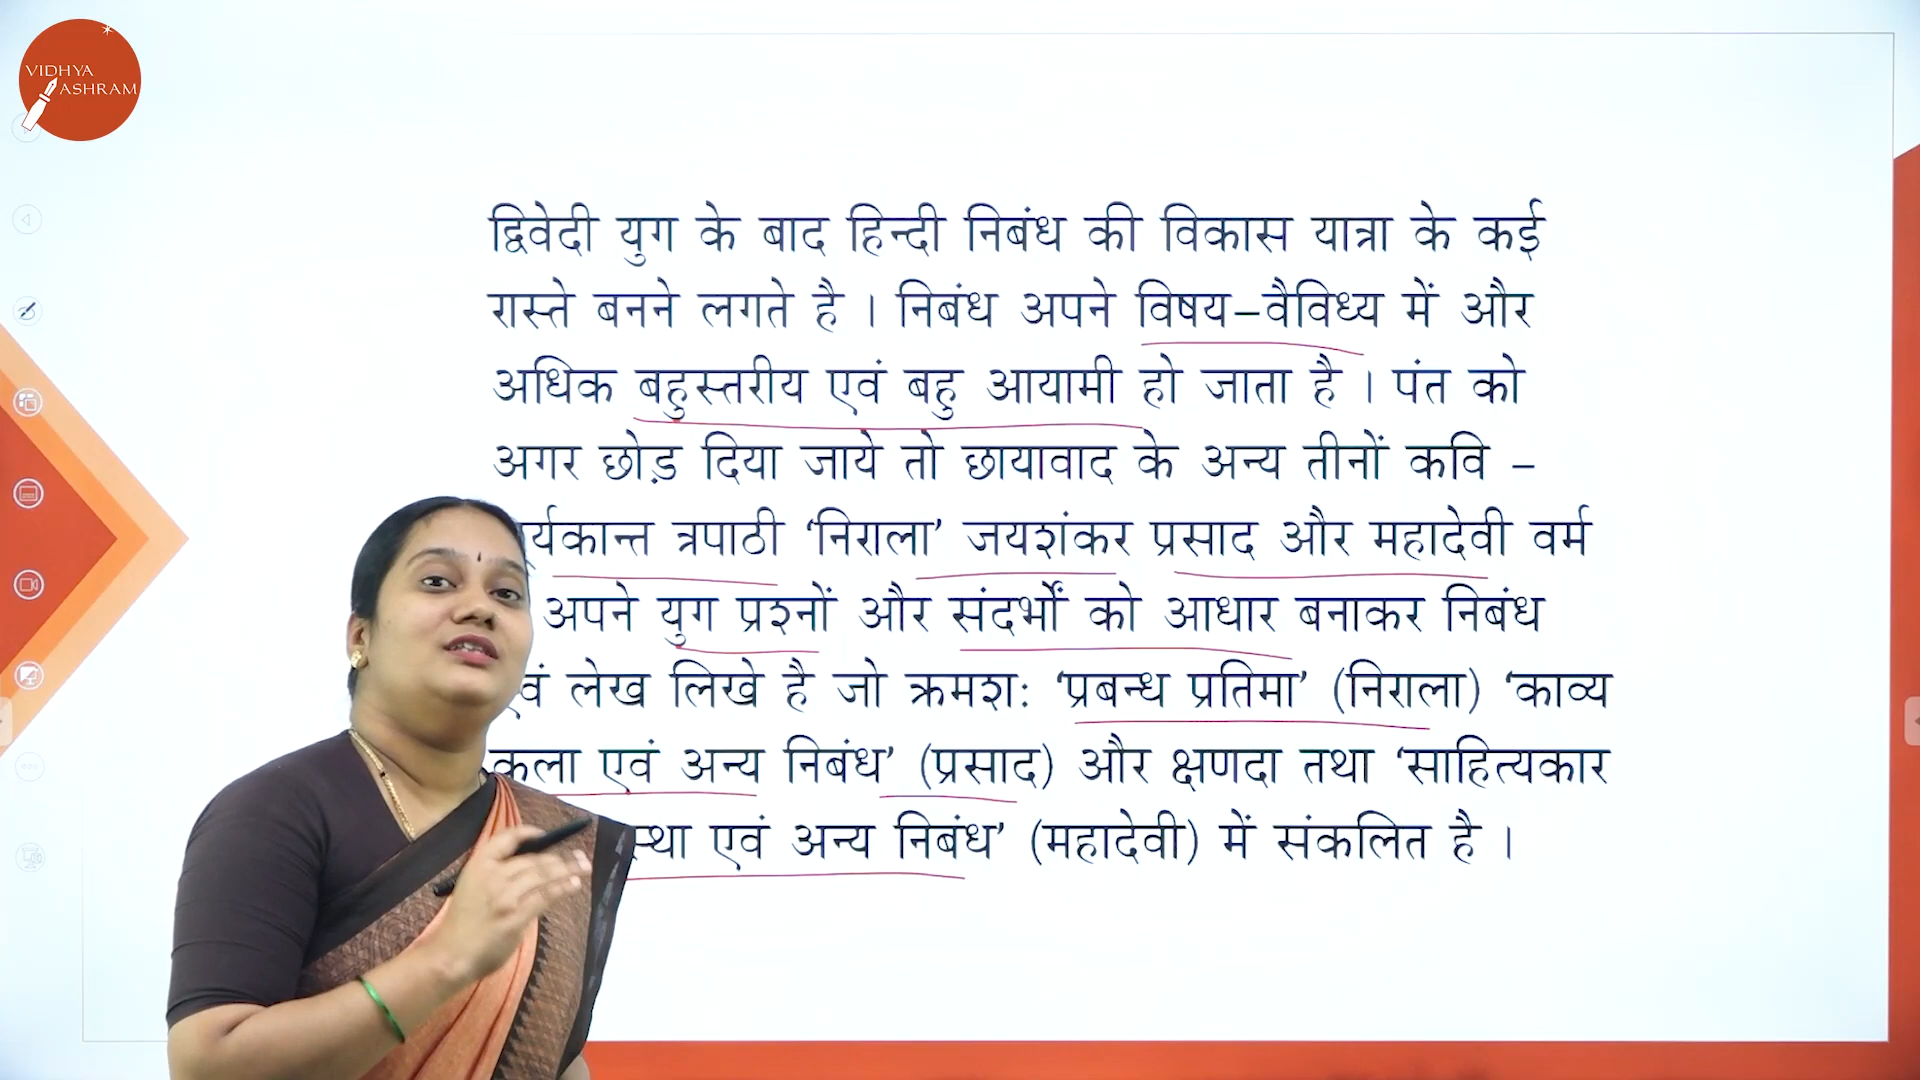 VIDHYA
ASHRAM
द्विवेदी युग के बाद हिन्दी निबंध की विकास यात्रा के कई
रास्ते बनने लगते है । निबंध अपने विषय–वैविध्य में और
अधिक बहुस्तरीय एवं बहु आयामी हो जाता है । पंत को
अगर छोड़ दिया जाये तो छायावाद के अन्य तीनों कवि –
त्रपाठी ‘निराला’ जयशंकर प्रसाद और महादेवी वर्म
अपने युग प्रश्नों और संदर्भों को आधार बनाकर निबंध
लेख लिखे है जो क्रमशः ‘प्रबन्ध प्रतिमा’ (निराला) ‘काव्य
कला एवं अन्य निबंध’ (प्रसाद) और क्षणदा तथा ‘साहित्यकार
एवं अन्य निबंध’ (महादेवी) में संकलित है ।